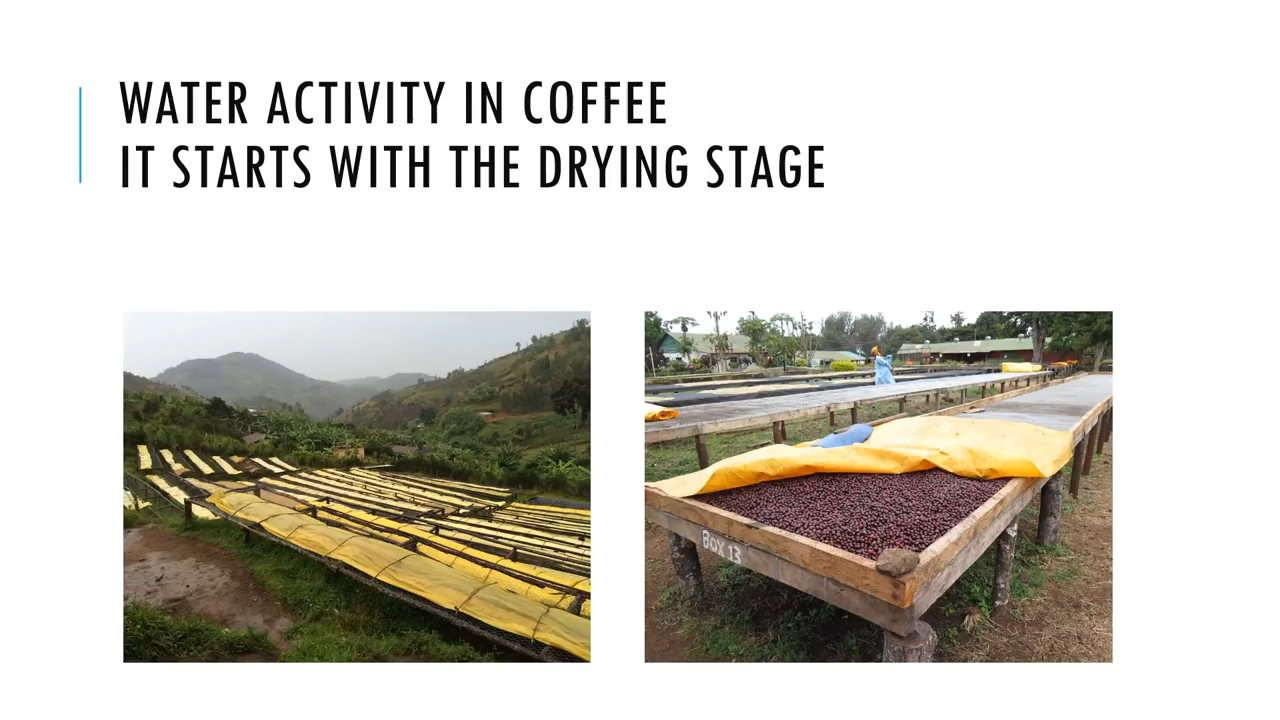 WATER ACTIVITY IN COFFEE
IT STARTS WITH THE DRYING STAGE
BOX 13